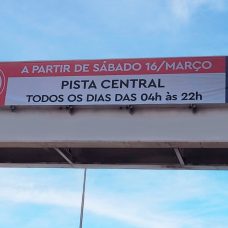 A PARTIR DE SÁBADO 16/MARÇO
PISTA CENTRAL
TODOS OS DIAS DAS 04h às 22h